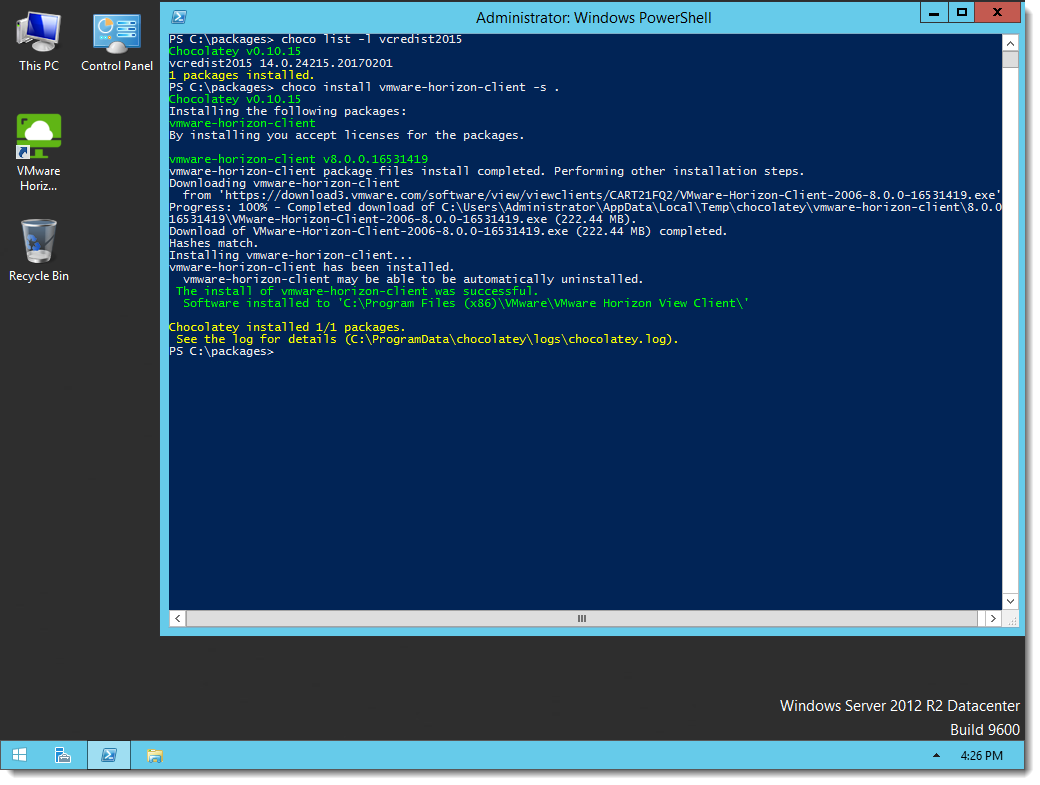 This PC
Control Panel
VMware
Horiz...
Recycle Bin
Administrator: Windows PowerShell
PS C:\packages> choco list -l vcredist2015
Chocolatey v0.10.15
vcredist2015 14.0.24215.20170201
1 packages installed.
PS C:\packages> choco install vmware-horizon-client -s .
Chocolatey v0.10.15
Installing the following packages:
vmware-horizon-client
By installing you accept licenses for the packages.
vmware-horizon-client v8.0.0.16531419
vmware-horizon-client package files install completed. Performing other installation steps.
Downloading vmware-horizon-client
from 'https://download3.vmware.com/software/view/viewclients/CART21FQ2/VMware-Horizon-Client-2006-8.0.0-16531419.exe'
Progress: 100% - Completed download of C:\Users\Administrator\AppData\Local\Temp\chocolatey\vmware-horizon-client\8.0.0
16531419\VMware-Horizon-Client-2006-8.0.0-16531419.exe (222.44 MB).
Download of VMware-Horizon-Client-2006-8.0.0-16531419.exe (222.44 MB) completed.
Hashes match.
Installing vmware-horizon-client...
vmware-horizon-client has been installed.
vmware-horizon-client may be able to be automatically uninstalled.
The install of vmware-horizon-client was successful.
Software installed to 'C:\Program Files (x86)\VMware\VMware Horizon View Client\'
Chocolatey installed 1/1 packages.
See the log for details (C:\ProgramData\chocolatey\logs\chocolatey.log).
PS C:\packages>
Windows Server 2012 R2 Datacenter
Build 9600
4:26 PM